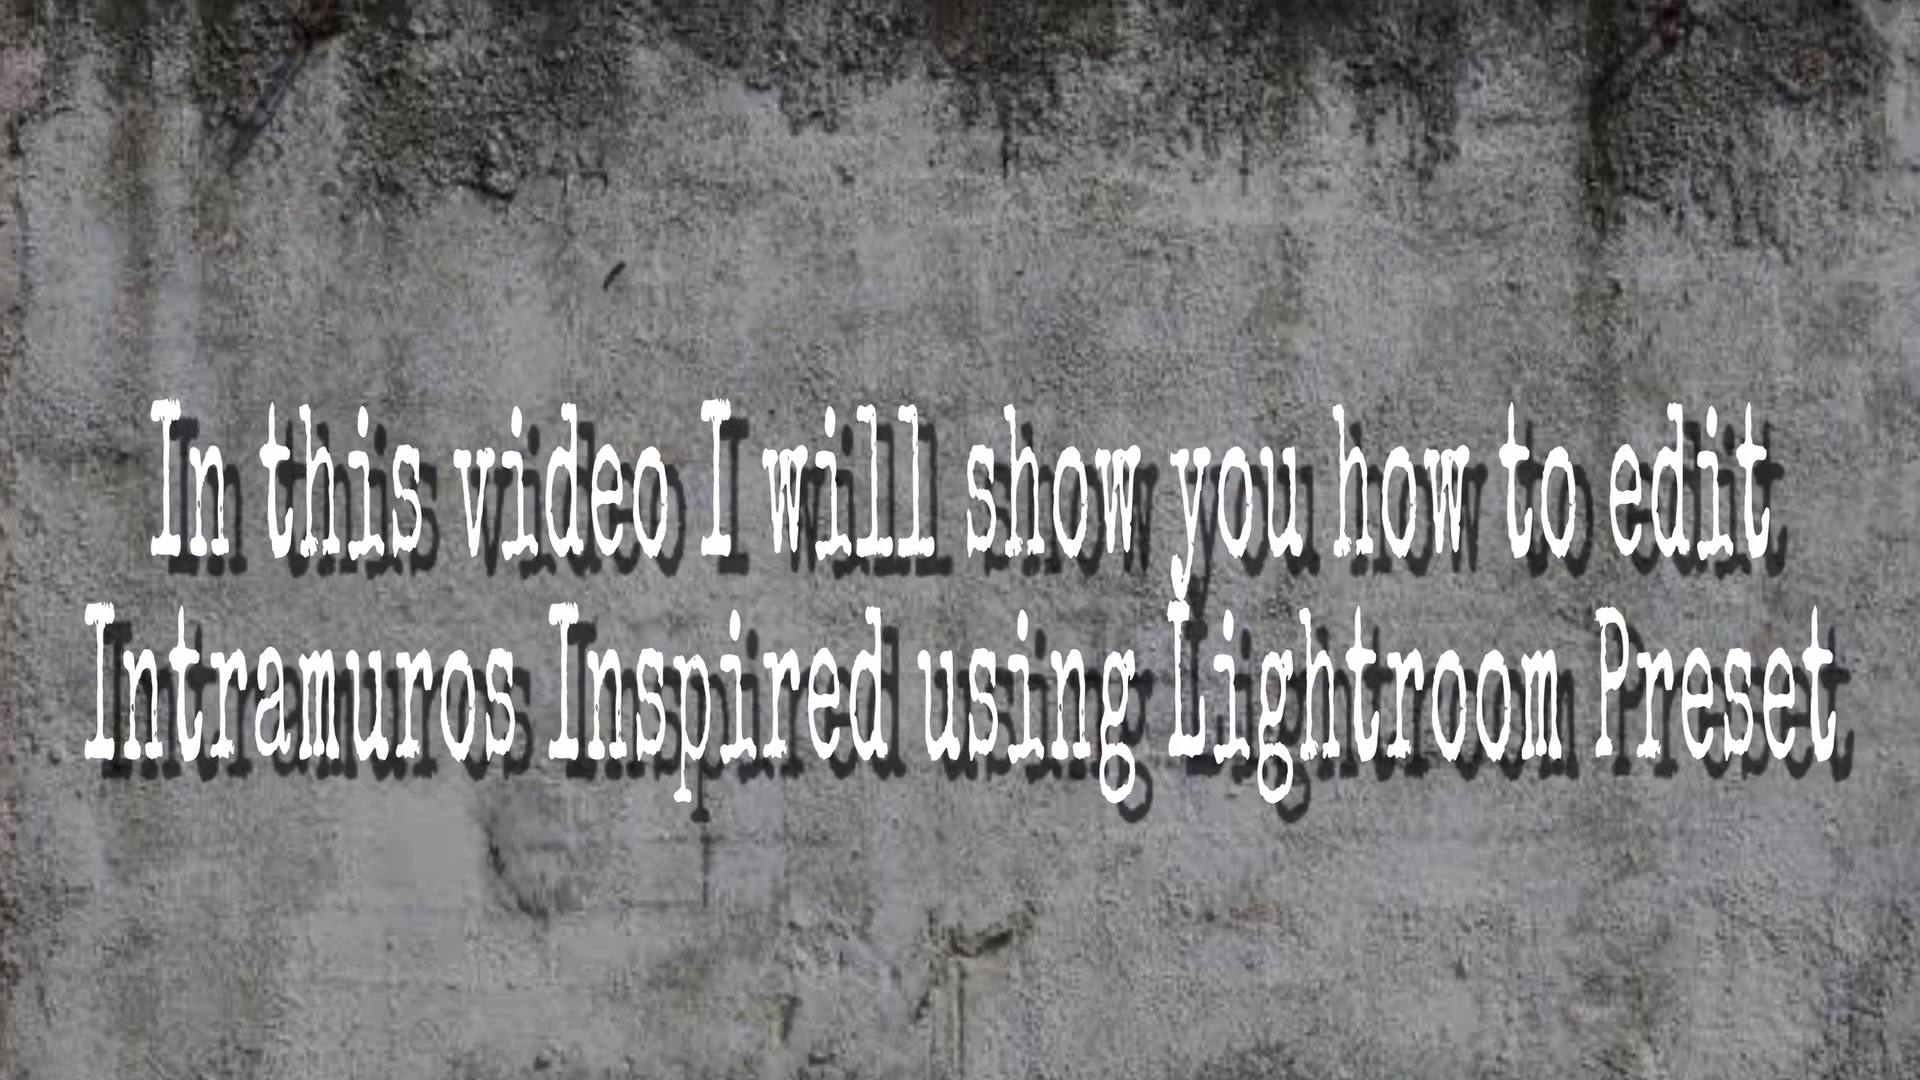 In this video I will show you how to edit
Intramuros Inspired using Lightroom Preset